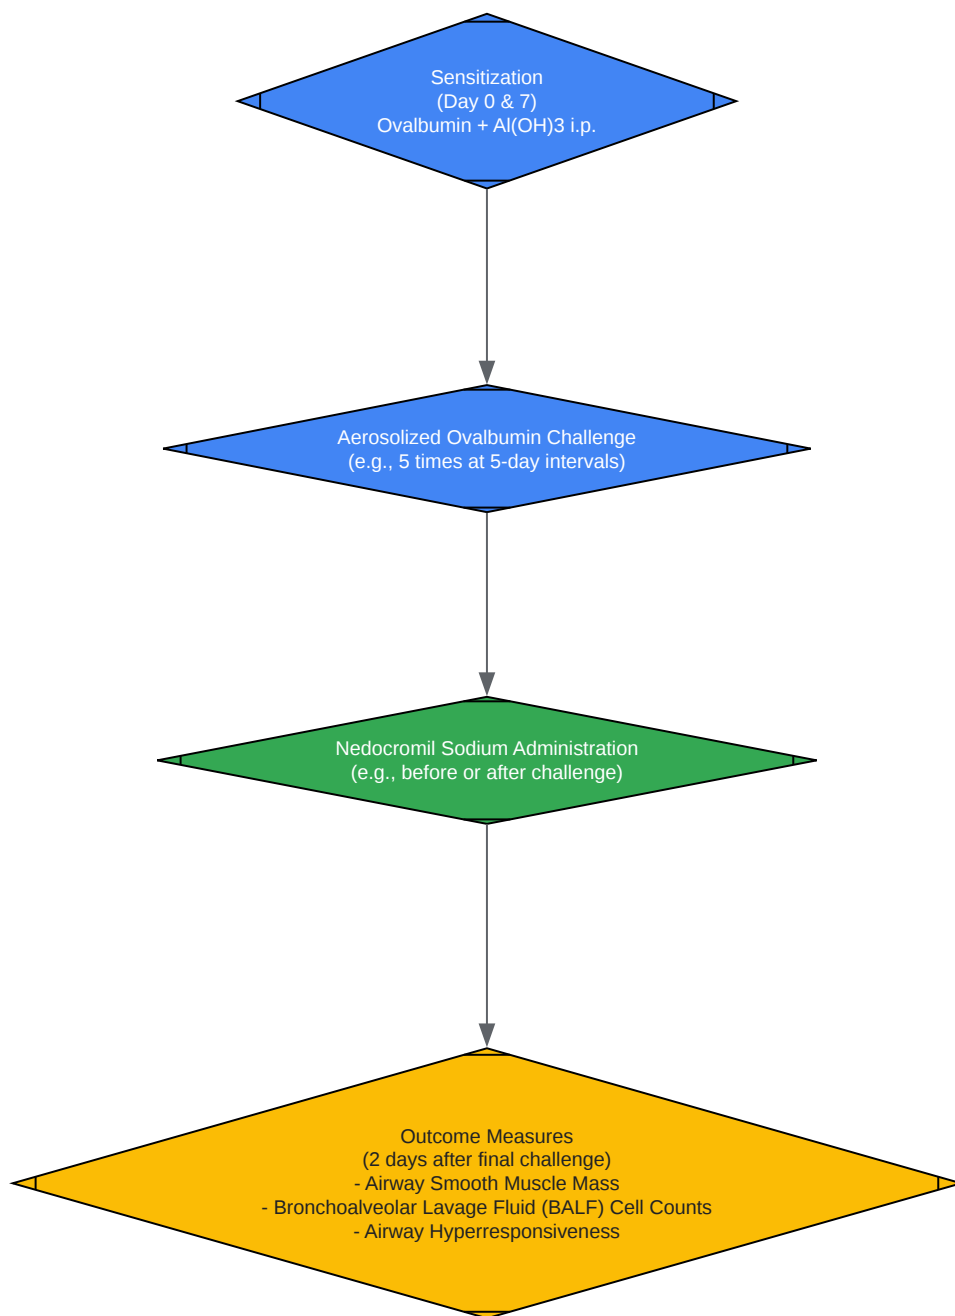 Sensitization
(Day 0 & 7)
Ovalbumin + Al(OH)3 i.p.
Aerosolized Ovalbumin Challenge
(e.g., 5 times at 5-day intervals)
Nedocromil Sodium Administration
(e.g., before or after challenge)
Outcome Measures
(2 days after final challenge)
- Airway Smooth Muscle Mass
- Bronchoalveolar Lavage Fluid (BALF) Cell Counts
- Airway Hyperresponsiveness